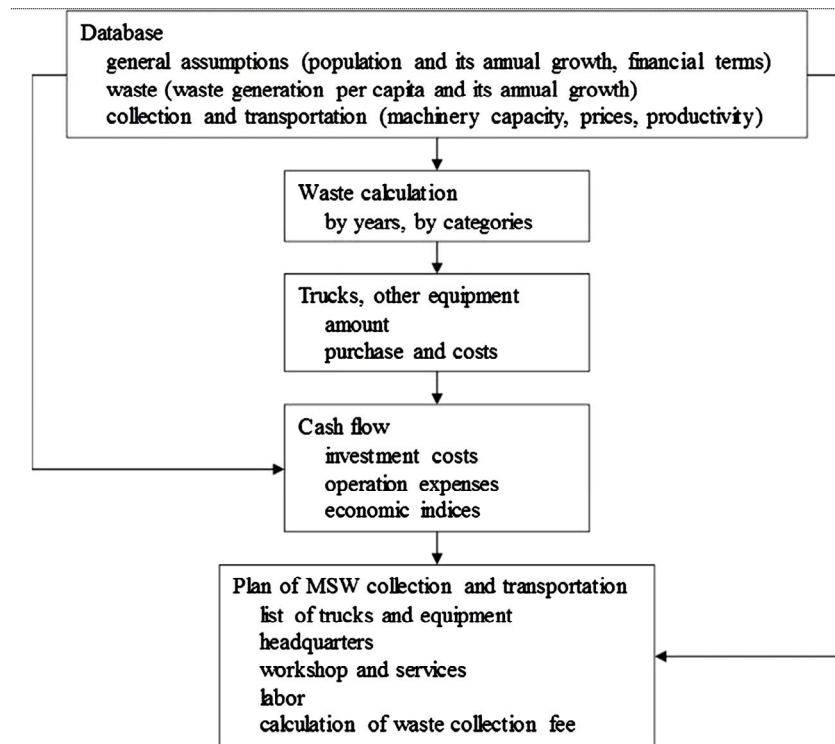 Database
general assumptions (population and its annual growth, financial terms)
waste (waste generation per capita and its annual growth)
collection and transportation (machinery capacity, prices, productivity)
Waste calculation
by years, by categories
Trucks, other equipment
amount
purchase and costs
Cash flow
investment costs
operation expenses
economic indices
Plan of MSW collection and transportation
list of trucks and equipment
headquarters
workshop and services
labor
calculation of waste collection fee